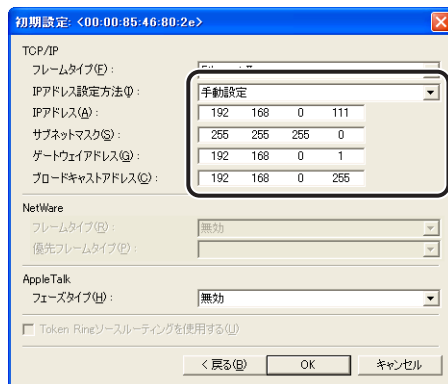 初期設定: <00:00:85:46:80:2e>
TCP/IP
フレームタイプ(F) :
IPアドレス設定方法(I) : 手動設定
IPアドレス(A) : 192 168 0 111
サブネットマスク(S) : 255 255 255 0
ゲートウェイアドレス(G) : 192 168 0 1
ブロードキャストアドレス(C) : 192 168 0 255
NetWare
フレームタイプ(R) : 無効
優先フレームタイプ(P) :
AppleTalk
フェーズタイプ(H) : 無効
Token Ringソースルーティングを使用する(U)
< 戻る(B) OK キャンセル